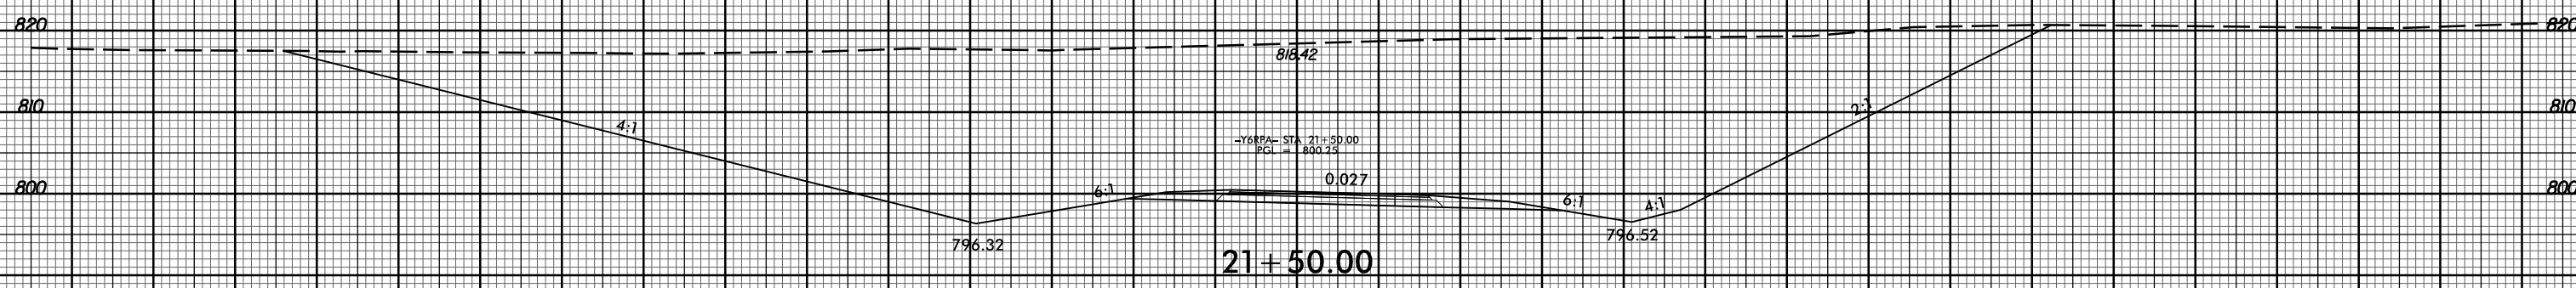 820 820
818.42
810 2:1 810
4:1
-Y6RPA- STA 21+50.00
PGL = 800.25
0.027
800 6:1 800
6:1 4:1
796.32 796.52
21+50.00